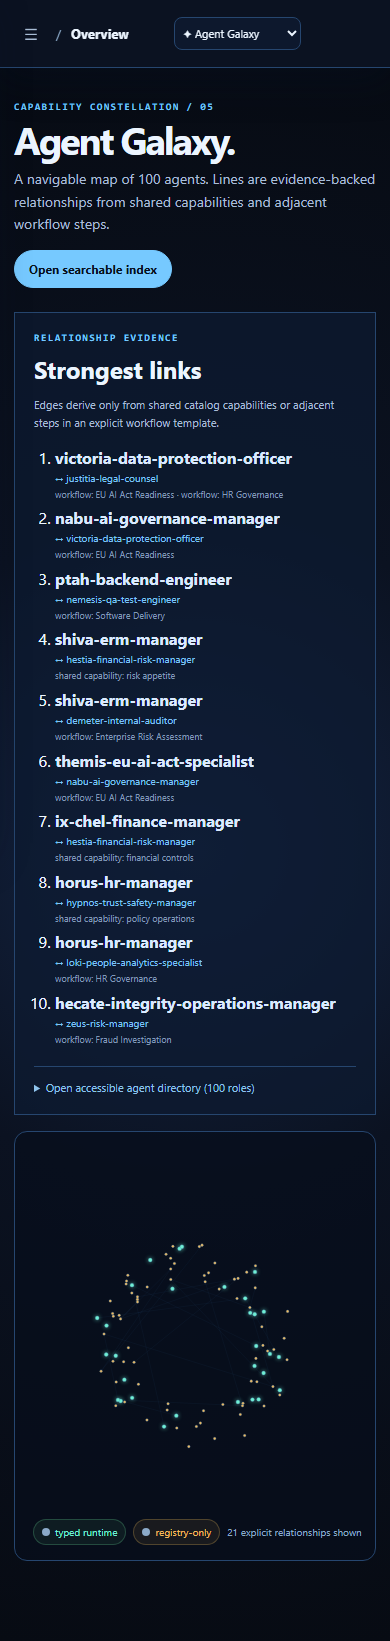 ☰ / Overview ✦ Agent Galaxy
CAPABILITY CONSTELLATION / 05
Agent Galaxy.
A navigable map of 100 agents. Lines are evidence-backed
relationships from shared capabilities and adjacent
workflow steps.
Open searchable index
RELATIONSHIP EVIDENCE
Strongest links
Edges derive only from shared catalog capabilities or adjacent
steps in an explicit workflow template.
1. victoria-data-protection-officer
↔ justitia-legal-counsel
workflow: EU AI Act Readiness · workflow: HR Governance
2. nabu-ai-governance-manager
↔ victoria-data-protection-officer
workflow: EU AI Act Readiness
3. ptah-backend-engineer
↔ nemesis-qa-test-engineer
workflow: Software Delivery
4. shiva-erm-manager
↔ hestia-financial-risk-manager
shared capability: risk appetite
5. shiva-erm-manager
↔ demeter-internal-auditor
workflow: Enterprise Risk Assessment
6. themis-eu-ai-act-specialist
↔ nabu-ai-governance-manager
workflow: EU AI Act Readiness
7. ix-chel-finance-manager
↔ hestia-financial-risk-manager
shared capability: financial controls
8. horus-hr-manager
↔ hypnos-trust-safety-manager
shared capability: policy operations
9. horus-hr-manager
↔ loki-people-analytics-specialist
workflow: HR Governance
10. hecate-integrity-operations-manager
↔ zeus-risk-manager
workflow: Fraud Investigation
▶ Open accessible agent directory (100 roles)
typed runtime registry-only 21 explicit relationships shown